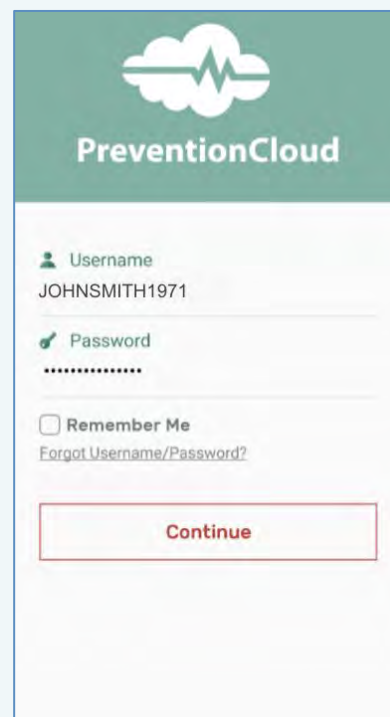 PreventionCloud
Username
JOHNSMITH1971
Password
•••••••••••••••
Remember Me
Forgot Username/Password?
Continue